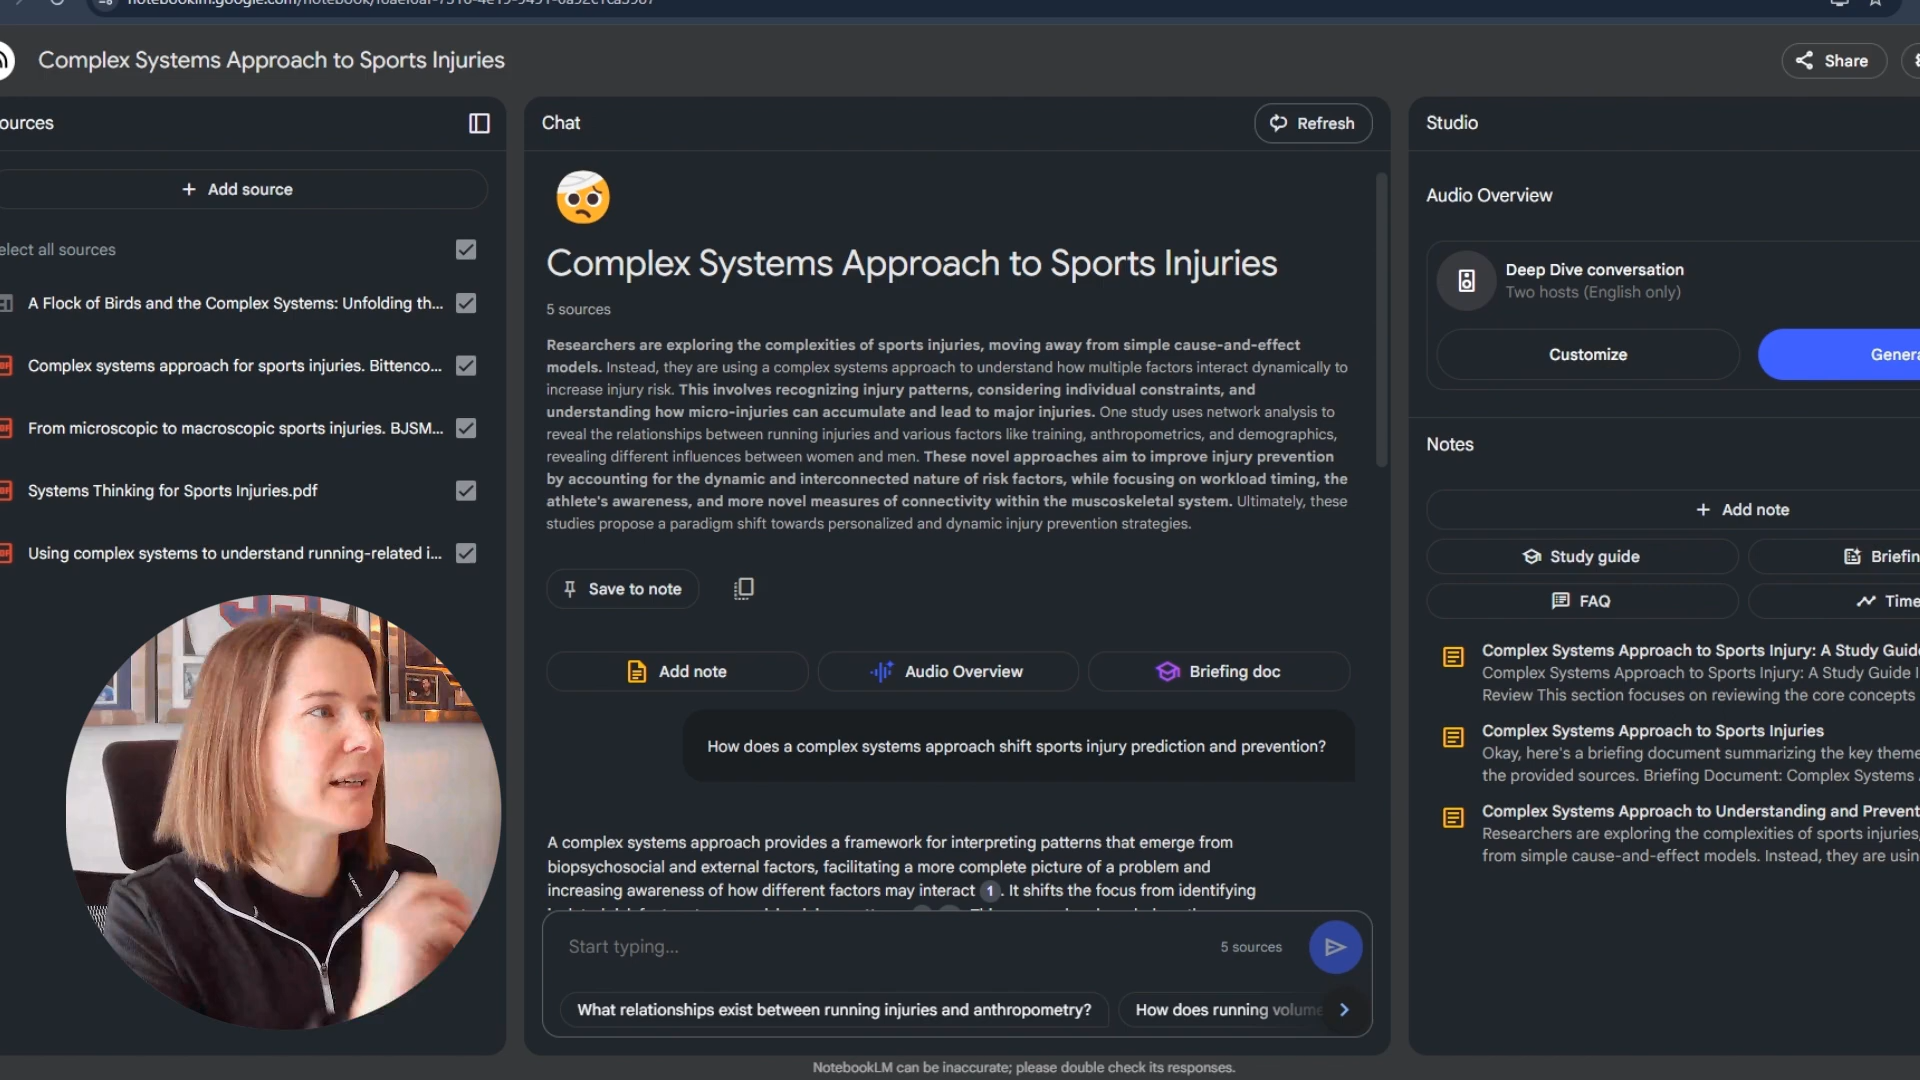 Complex Systems Approach to Sports Injuries
Share
ources
Add source
elect all sources
A Flock of Birds and the Complex Systems: Unfolding th...
Complex systems approach for sports injuries. Bittenco...
From microscopic to macroscopic sports injuries. BJSM...
Systems Thinking for Sports Injuries.pdf
Using complex systems to understand running-related i...
Chat
Refresh
Complex Systems Approach to Sports Injuries
5 sources
Researchers are exploring the complexities of sports injuries, moving away from simple cause-and-effect
models. Instead, they are using a complex systems approach to understand how multiple factors interact dynamically to
increase injury risk. This involves recognizing injury patterns, considering individual constraints, and
understanding how micro-injuries can accumulate and lead to major injuries. One study uses network analysis to
reveal the relationships between running injuries and various factors like training, anthropometrics, and demographics,
revealing different influences between women and men. These novel approaches aim to improve injury prevention
by accounting for the dynamic and interconnected nature of risk factors, while focusing on workload timing, the
athlete's awareness, and more novel measures of connectivity within the muscoskeletal system. Ultimately, these
studies propose a paradigm shift towards personalized and dynamic injury prevention strategies.
Save to note
Add note
Audio Overview
Briefing doc
How does a complex systems approach shift sports injury prediction and prevention?
A complex systems approach provides a framework for interpreting patterns that emerge from
biopsychosocial and external factors, facilitating a more complete picture of a problem and
increasing awareness of how different factors may interact 1. It shifts the focus from identifying
Start typing...
5 sources
What relationships exist between running injuries and anthropometry?
How does running volume
NotebookLM can be inaccurate; please double check its responses.
Studio
Audio Overview
Deep Dive conversation
Two hosts (English only)
Customize
Genera
Notes
Add note
Study guide
Briefin
FAQ
Time
Complex Systems Approach to Sports Injury: A Study Guide
Complex Systems Approach to Sports Injury: A Study Guide I
Review This section focuses on reviewing the core concepts
Complex Systems Approach to Sports Injuries
Okay, here's a briefing document summarizing the key theme
the provided sources. Briefing Document: Complex Systems
Complex Systems Approach to Understanding and Prevent
Researchers are exploring the complexities of sports injuries,
from simple cause-and-effect models. Instead, they are usin